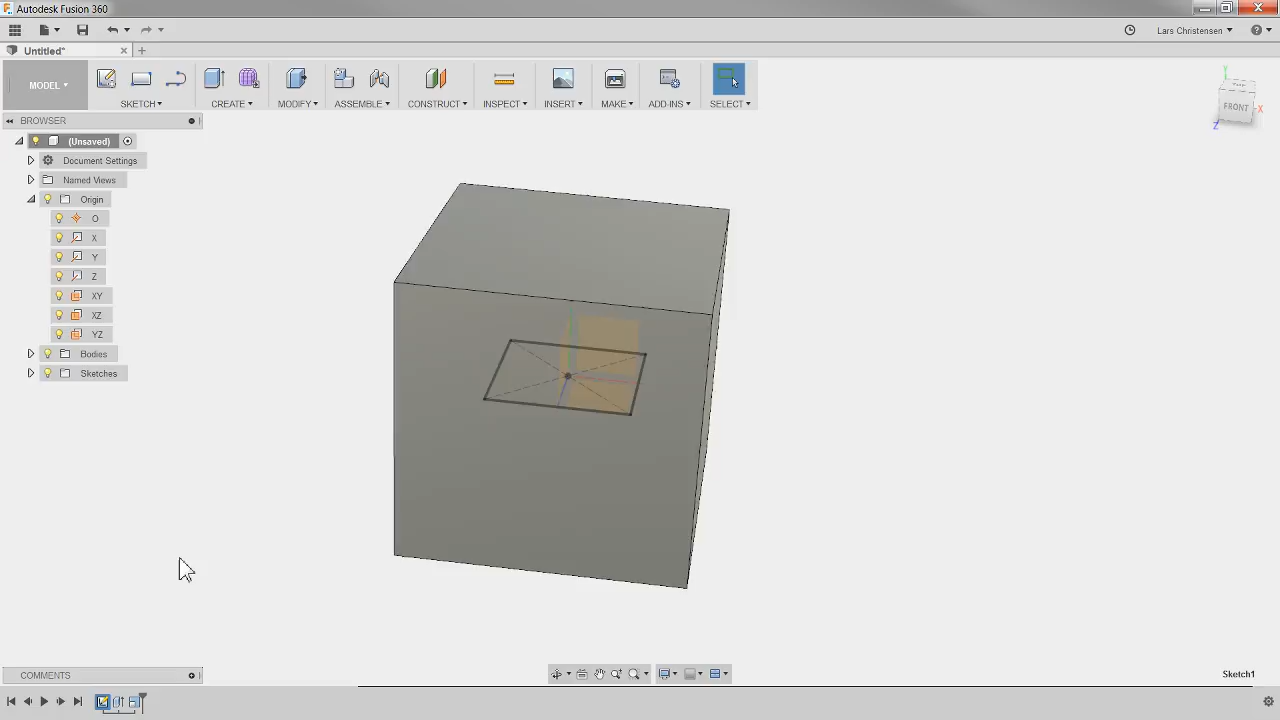 Autodesk Fusion 360
Lars Christensen
Untitled*
MODEL
SKETCH
CREATE
MODIFY
ASSEMBLE
CONSTRUCT
INSPECT
INSERT
MAKE
ADD-INS
SELECT
BROWSER
(Unsaved)
Document Settings
Named Views
Origin
O
X
Y
Z
XY
XZ
YZ
Bodies
Sketches
Y
FRONT
X
Z
COMMENTS
Sketch1